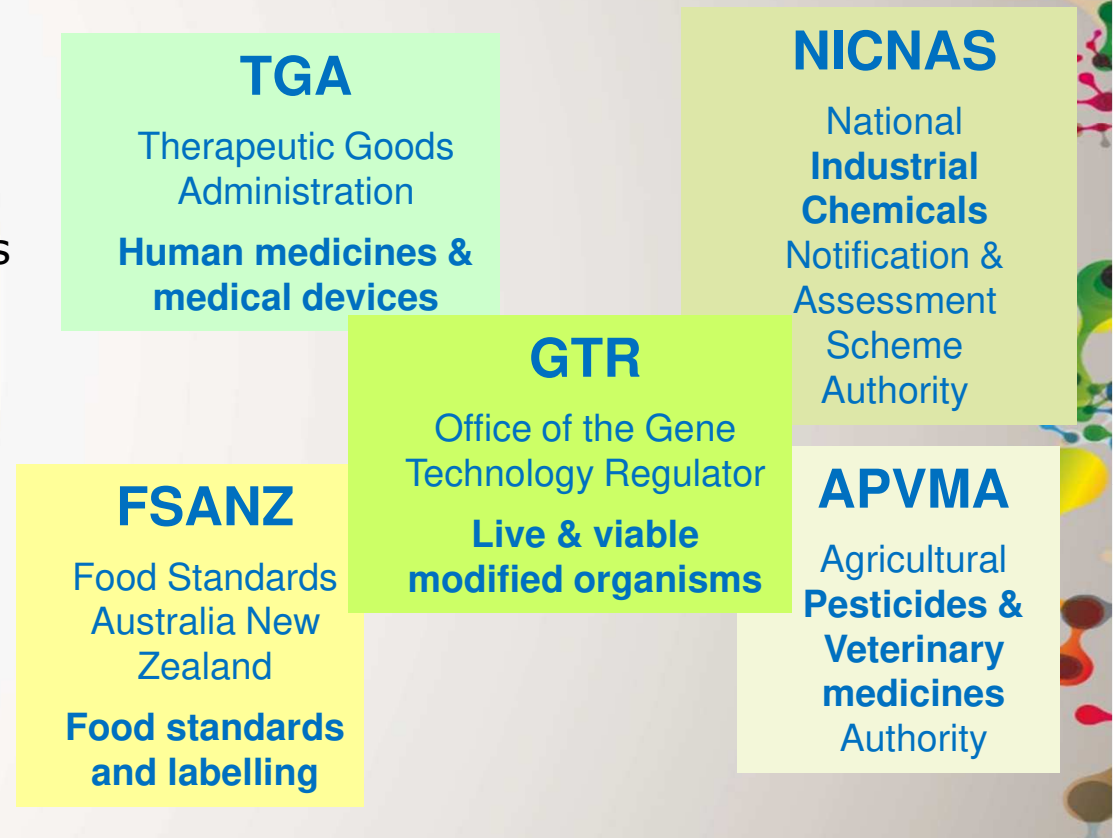 TGA
Therapeutic Goods
Administration
Human medicines &
medical devices
NICNAS
National
Industrial
Chemicals
Notification &
Assessment
Scheme
Authority
s
GTR
Office of the Gene
Technology Regulator
Live & viable
modified organisms
FSANZ
Food Standards
Australia New
Zealand
Food standards
and labelling
APVMA
Agricultural
Pesticides &
Veterinary
medicines
Authority